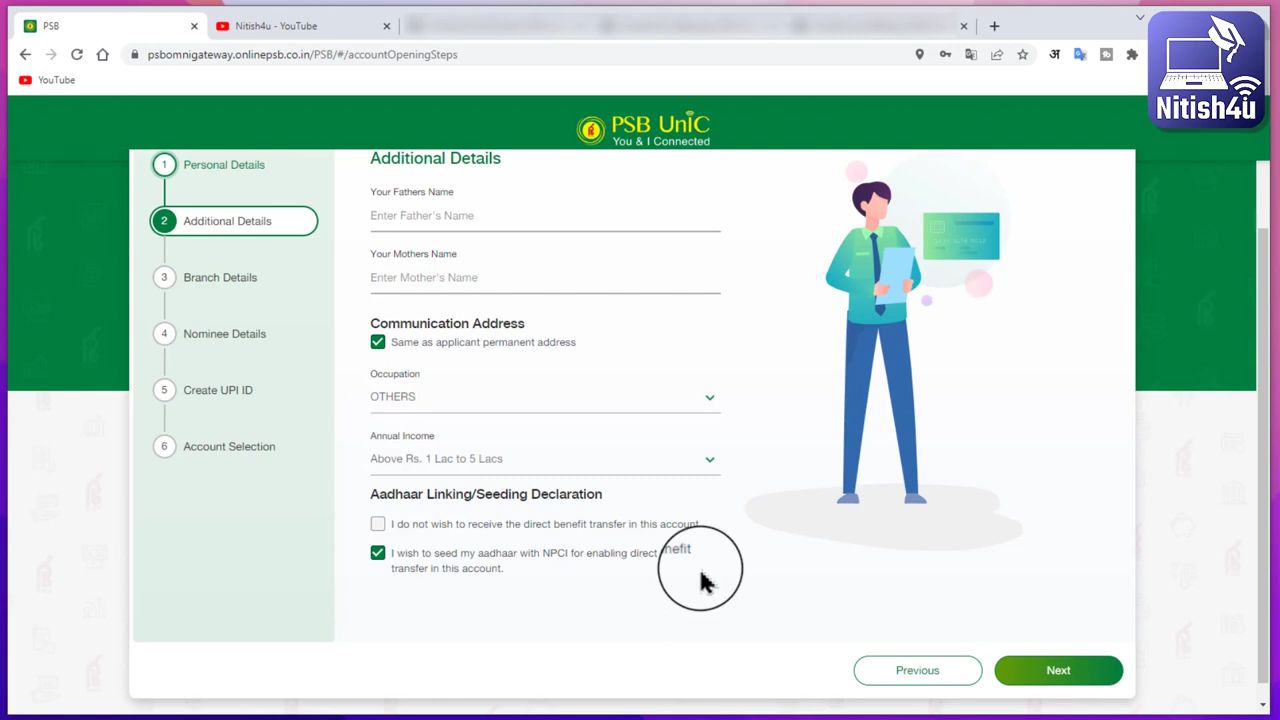 PSB
Nitish4u - YouTube
psbomnigateway.onlinepsb.co.in/PSB/#/accountOpeningSteps
अ
YouTube
Nitish4u
PSB UnIC
You & I Connected
1 Personal Details
2 Additional Details
3 Branch Details
4 Nominee Details
5 Create UPI ID
6 Account Selection
Additional Details
Your Fathers Name
Enter Father's Name
Your Mothers Name
Enter Mother's Name
Communication Address
Same as applicant permanent address
Occupation
OTHERS
Annual Income
Above Rs. 1 Lac to 5 Lacs
Aadhaar Linking/Seeding Declaration
I do not wish to receive the direct benefit transfer in this account.
I wish to seed my aadhaar with NPCI for enabling direct
transfer in this account.
Previous
Next